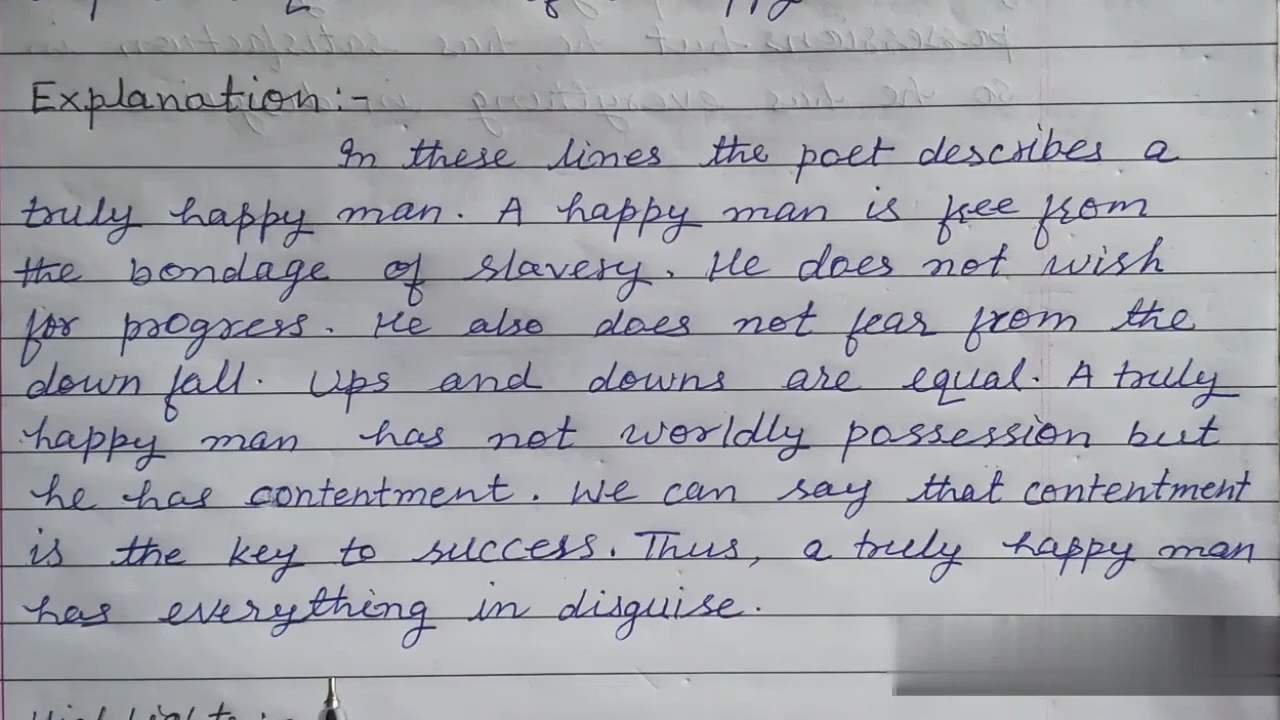 Explanation:-
In these lines the poet describes a
truly happy man. A happy man is free from
the bondage of slavery. He does not wish
for progress. He also does not fear from the
down fall. Ups and downs are equal. A truly
happy man has not worldly possession but
he has contentment. We can say that contentment
is the key to success. Thus, a truly happy man
has everything in disguise.